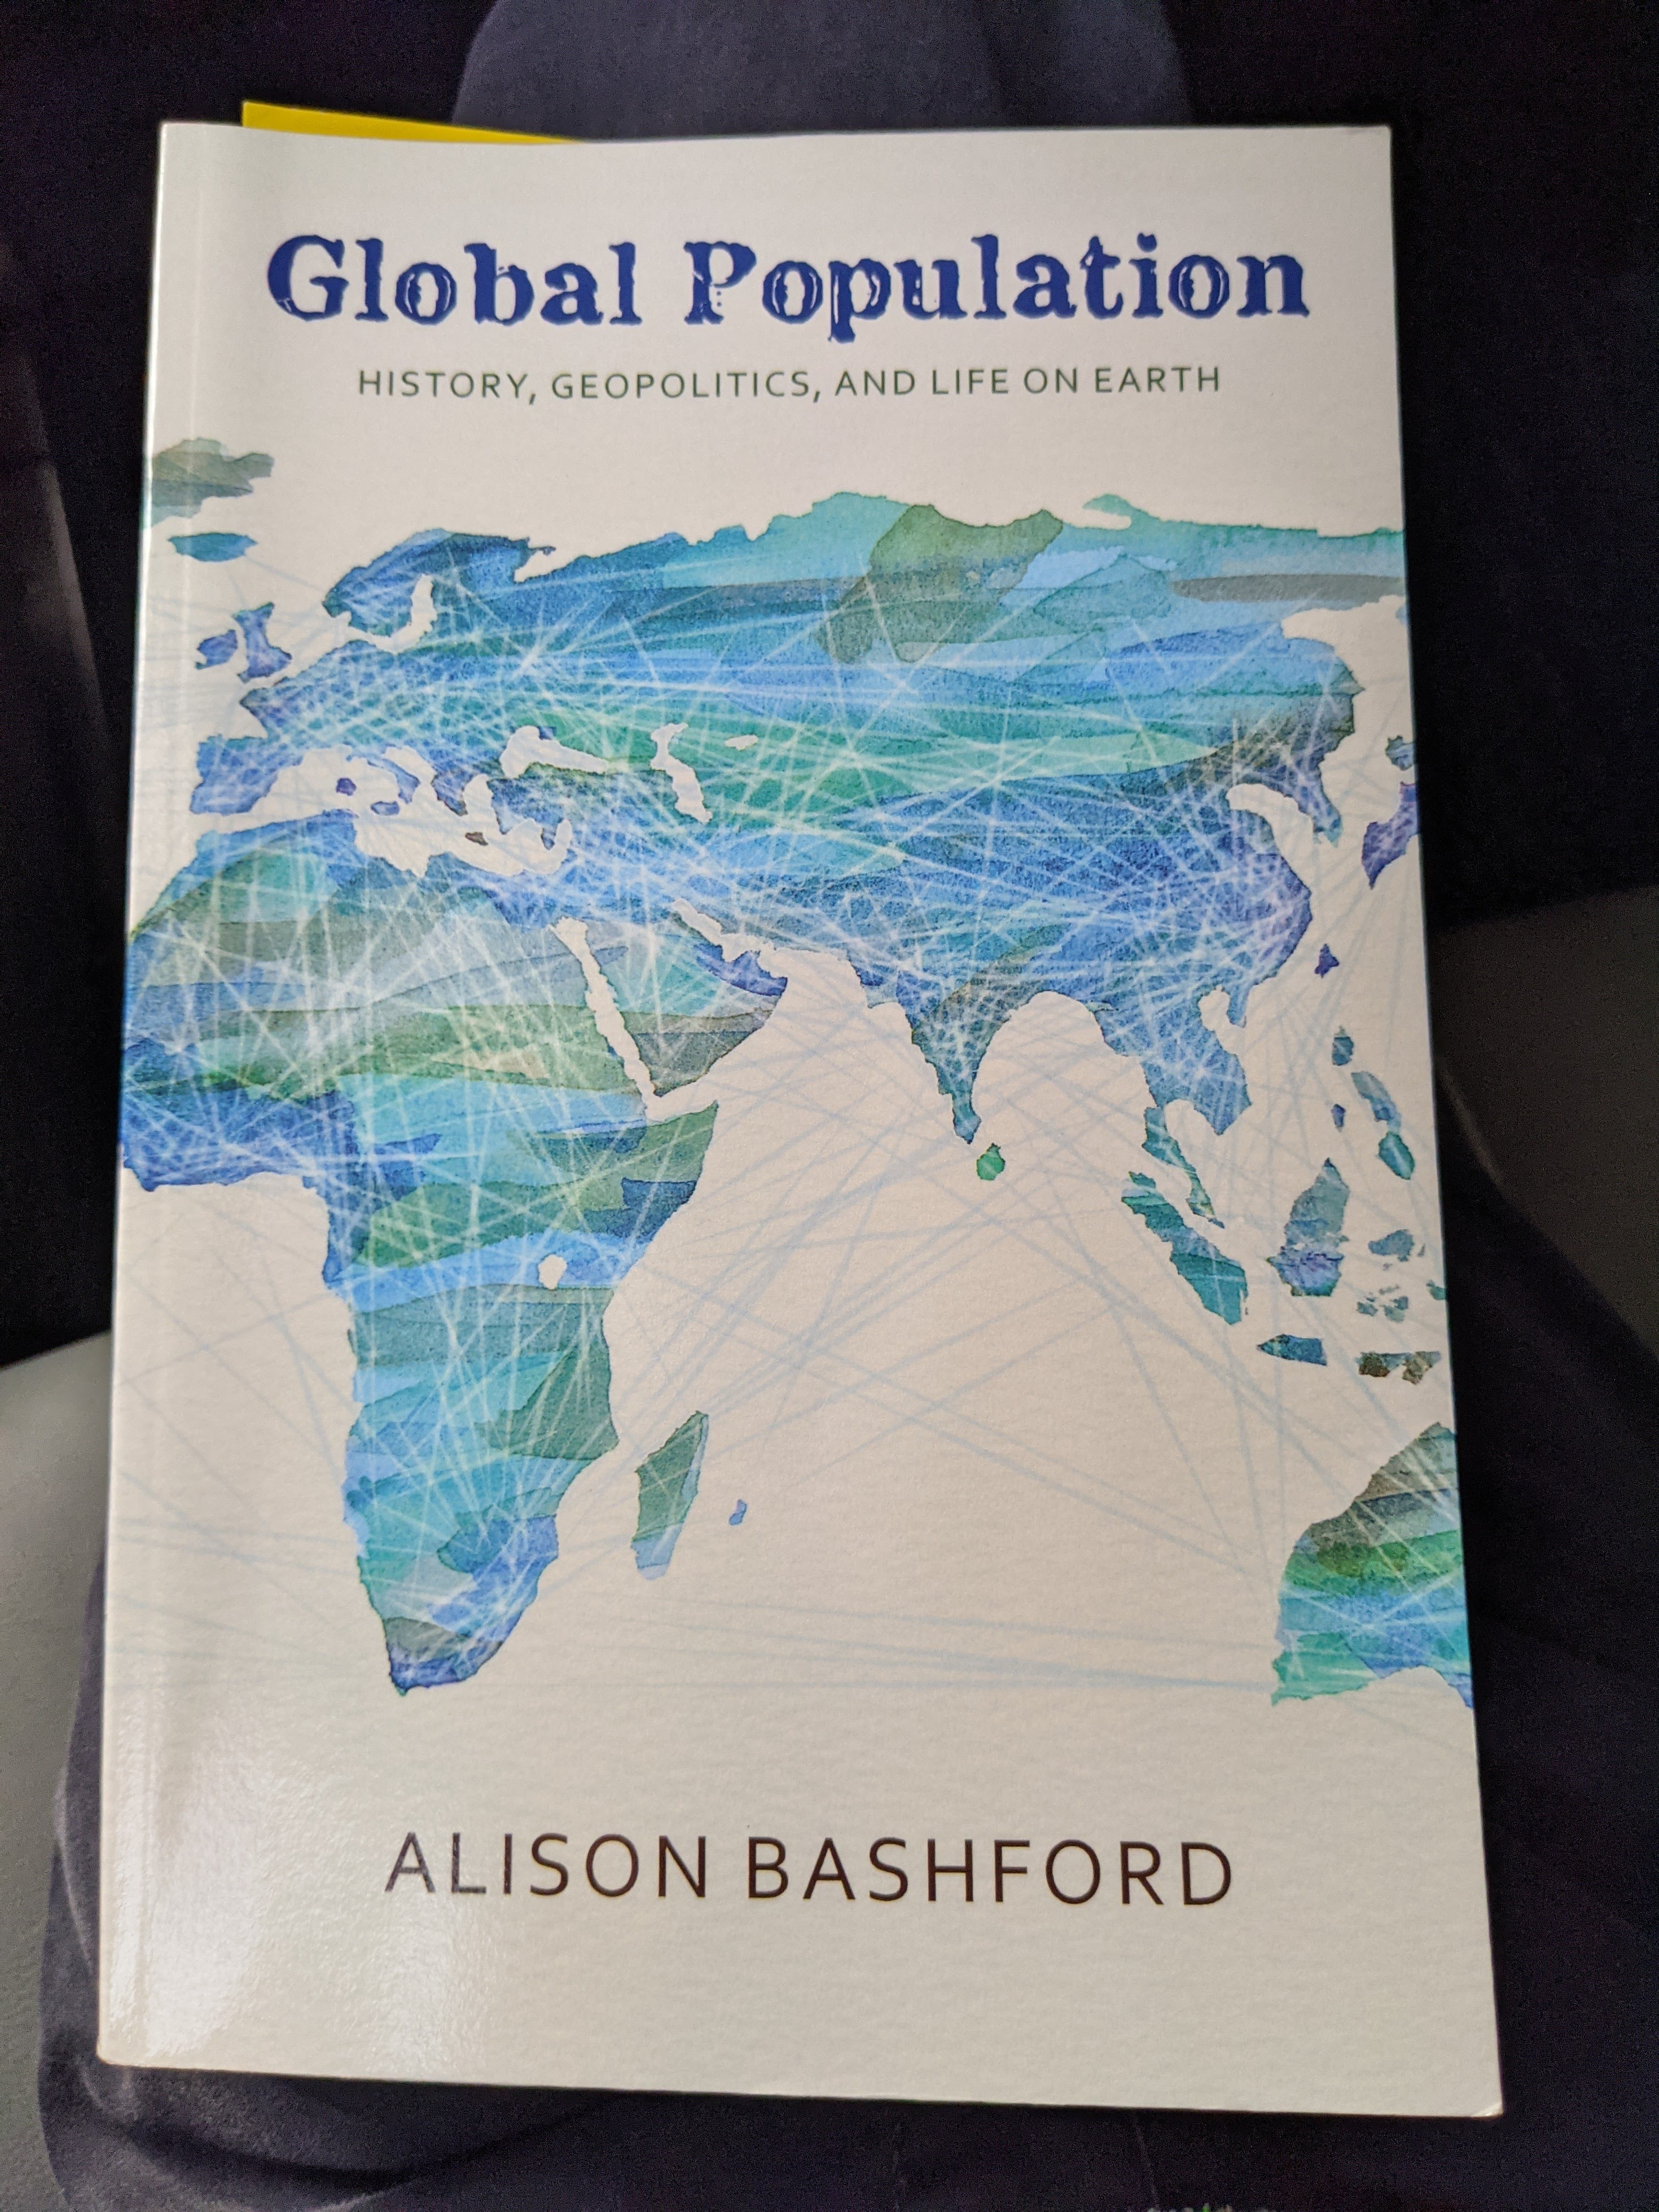 Global Population
HISTORY, GEOPOLITICS, AND LIFE ON EARTH
ALISON BASHFORD